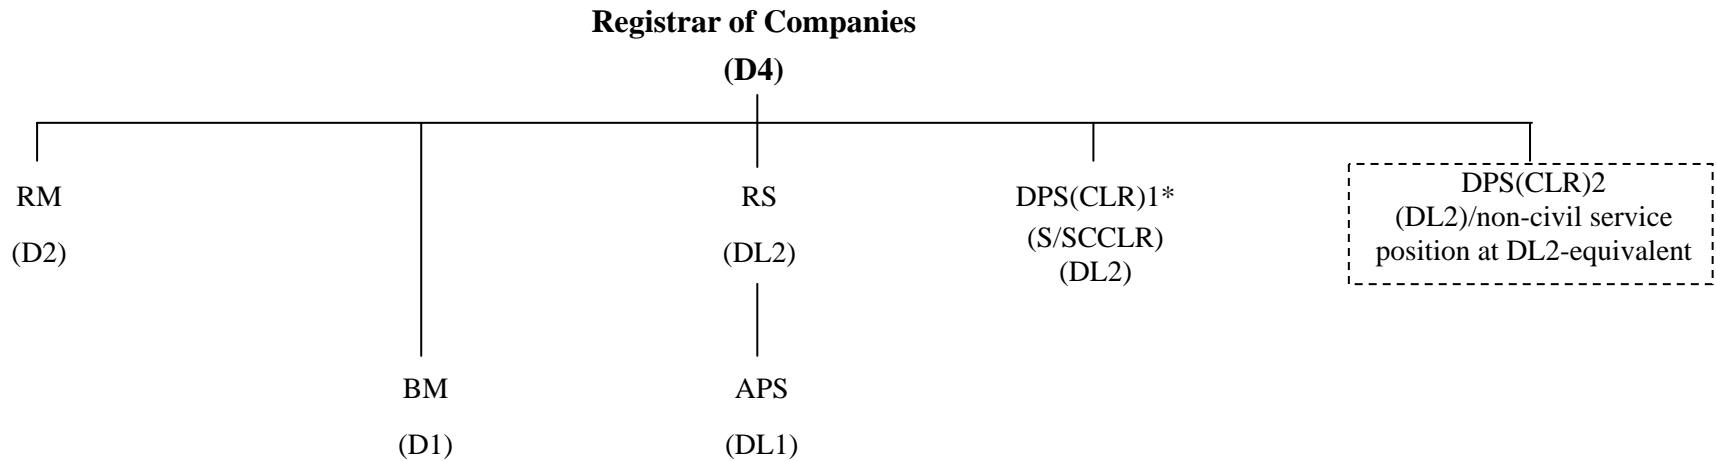 Registrar of Companies
(D4)
RM
(D2)
RS
(DL2)
DPS(CLR)1*
(S/SCCLR)
(DL2)
DPS(CLR)2
(DL2)/non-civil service
position at DL2-equivalent
BM
(D1)
APS
(DL1)